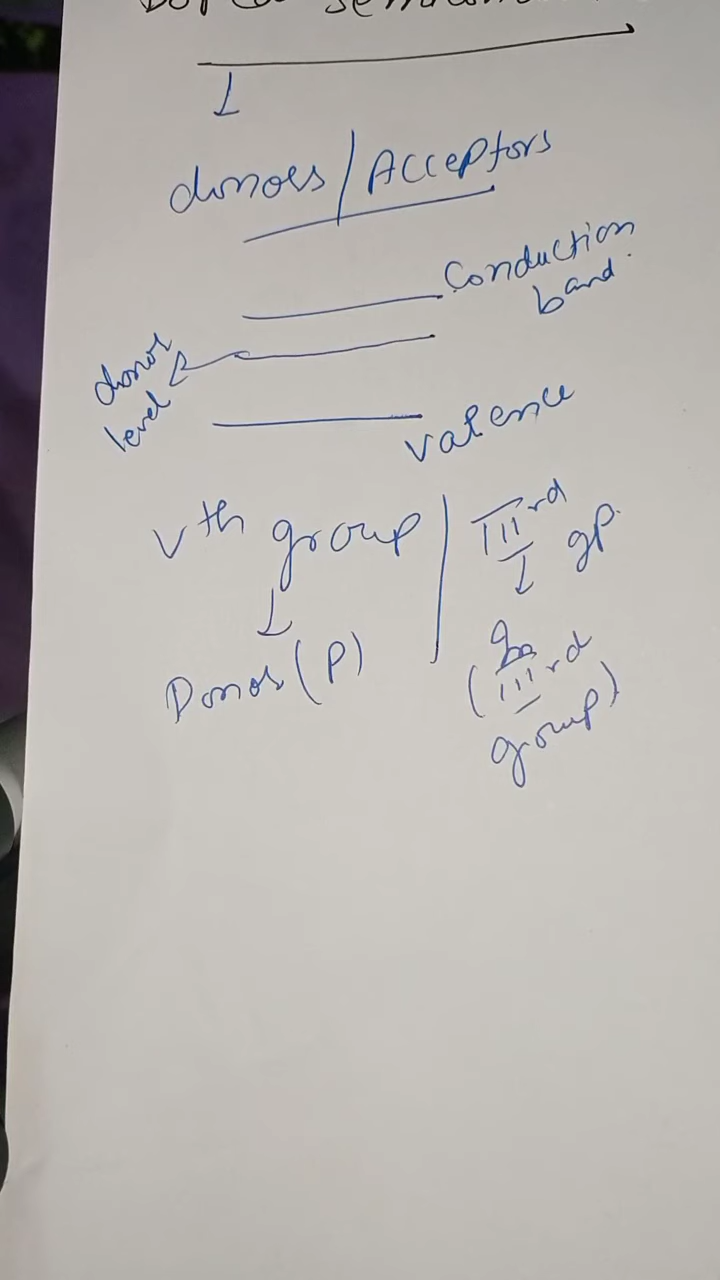 donors/Acceptors
Conduction
band.
donor
level
valence
Vth group
IIIrd
gp.
Donor(P)
(IIIrd
group)